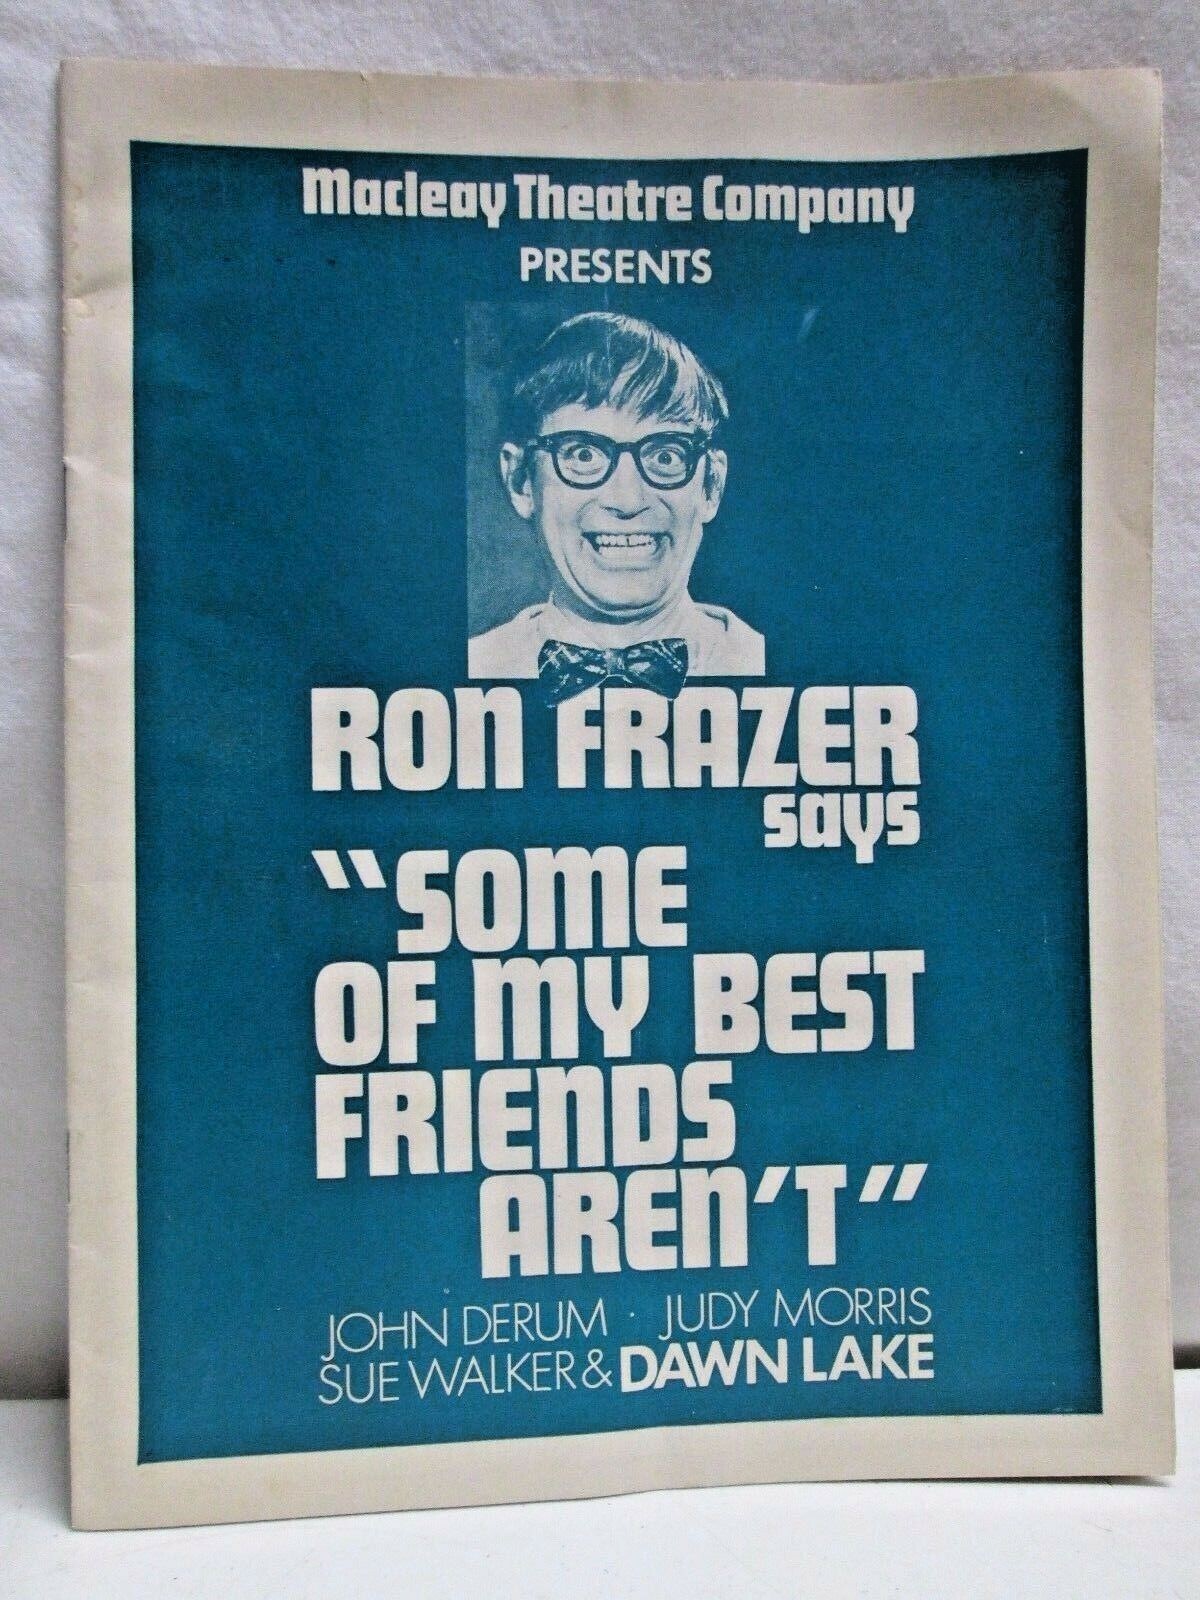 Macleay Theatre Company
PRESENTS
RON FRAZER
says
"SOME
OF MY BEST
FRIENDS
AREN'T"
JOHN DERUM · JUDY MORRIS
SUE WALKER & DAWN LAKE